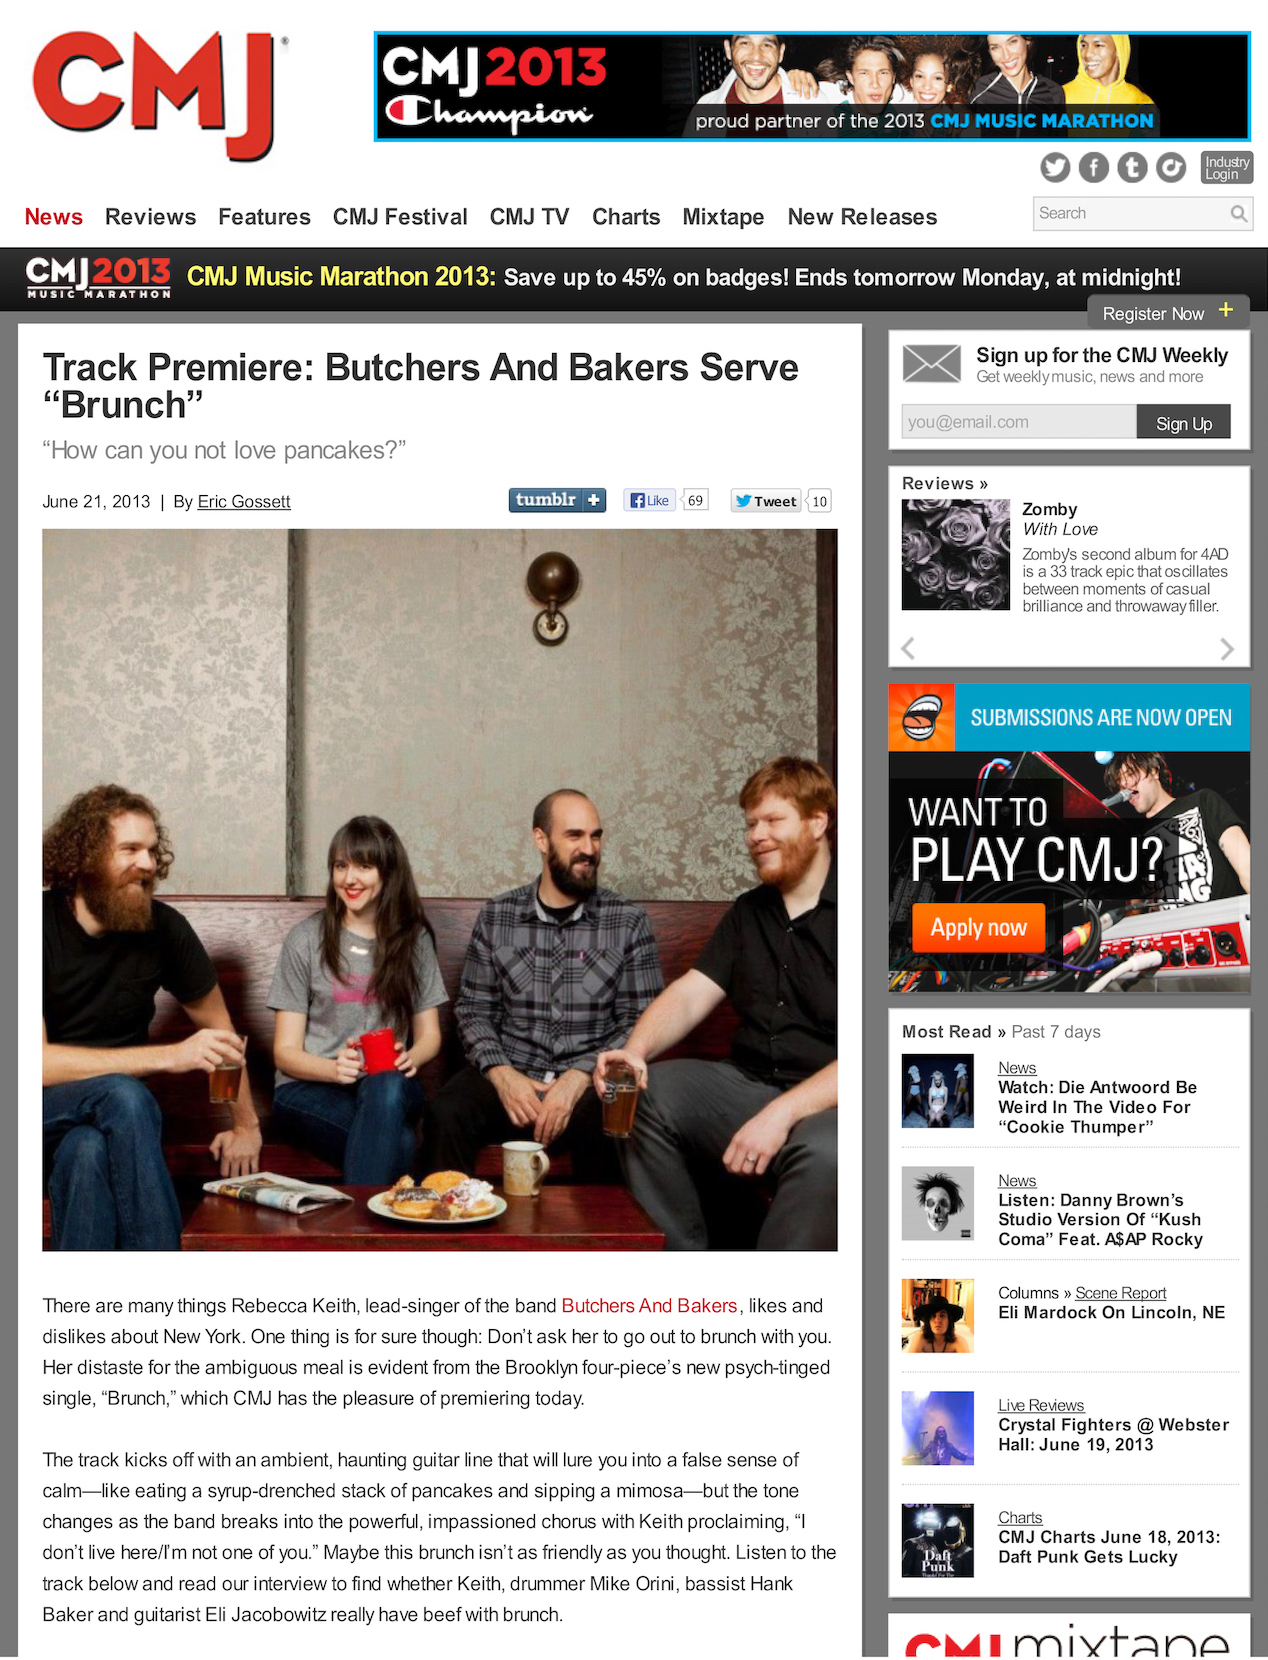 CMJ®
CMJ2013
Champion
proud partner of the 2013 CMJ MUSIC MARATHON
Industry
Login
News Reviews Features CMJ Festival CMJ TV Charts Mixtape New Releases
Search
CMJ2013
MUSIC MARATHON
CMJ Music Marathon 2013: Save up to 45% on badges! Ends tomorrow Monday, at midnight!
Register Now +
Track Premiere: Butchers And Bakers Serve
“Brunch”
“How can you not love pancakes?”
June 21, 2013 | By Eric Gossett
tumblr +
Like 69
Tweet 10
There are many things Rebecca Keith, lead-singer of the band Butchers And Bakers, likes and
dislikes about New York. One thing is for sure though: Don’t ask her to go out to brunch with you.
Her distaste for the ambiguous meal is evident from the Brooklyn four-piece’s new psych-tinged
single, “Brunch,” which CMJ has the pleasure of premiering today.
The track kicks off with an ambient, haunting guitar line that will lure you into a false sense of
calm—like eating a syrup-drenched stack of pancakes and sipping a mimosa—but the tone
changes as the band breaks into the powerful, impassioned chorus with Keith proclaiming, “I
don’t live here/I’m not one of you.” Maybe this brunch isn’t as friendly as you thought. Listen to the
track below and read our interview to find whether Keith, drummer Mike Orini, bassist Hank
Baker and guitarist Eli Jacobowitz really have beef with brunch.
Sign up for the CMJ Weekly
Get weekly music, news and more
you@email.com
Sign Up
Reviews »
Zomby
With Love
Zomby's second album for 4AD
is a 33 track epic that oscillates
between moments of casual
brilliance and throwaway filler.
SUBMISSIONS ARE NOW OPEN
WANT TO
PLAY CMJ?
Apply now
Most Read » Past 7 days
News
Watch: Die Antwoord Be
Weird In The Video For
“Cookie Thumper”
News
Listen: Danny Brown’s
Studio Version Of “Kush
Coma” Feat. A$AP Rocky
Columns » Scene Report
Eli Mardock On Lincoln, NE
Live Reviews
Crystal Fighters @ Webster
Hall: June 19, 2013
Daft
Punk
Charts
CMJ Charts June 18, 2013:
Daft Punk Gets Lucky
CMJ mixtape